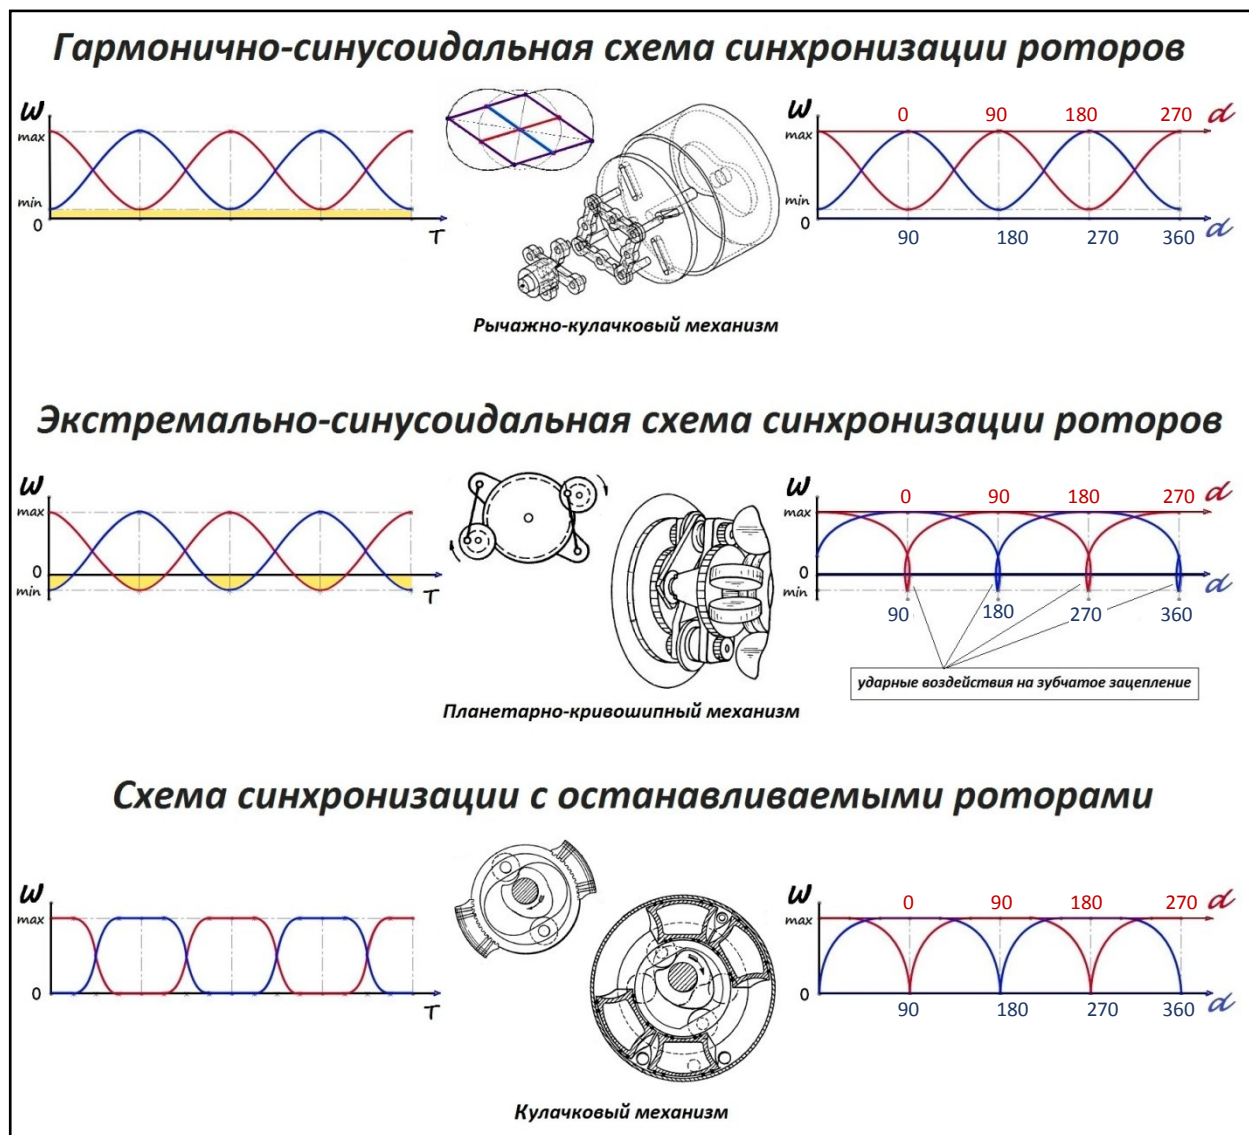 Гармонично-синусоидальная схема синхронизации роторов
ω
max
min
0
T
Рычажно-кулачковый механизм
ω
0 90 180 270 α
max
min
0
90 180 270 360 α
Экстремально-синусоидальная схема синхронизации роторов
ω
max
0
min
T
Планетарно-кривошипный механизм
ω
0 90 180 270 α
max
0
min
90 180 270 360 α
ударные воздействия на зубчатое зацепление
Схема синхронизации с останавливаемыми роторами
ω
max
0
T
Кулачковый механизм
ω
0 90 180 270 α
max
0
90 180 270 360 α